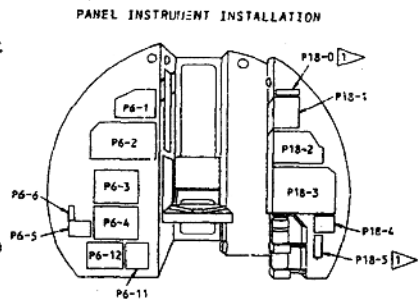 PANEL INSTRUMENT INSTALLATION
P18-0 1
P6-1
P18-1
P6-2
P18-2
P6-3
P18-3
P6-6
P6-4
P18-4
P6-5
P6-12
P18-5 1
P6-11